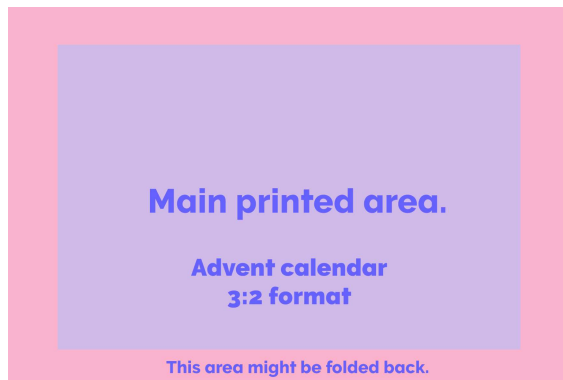 Main printed area.
Advent calendar
3:2 format
This area might be folded back.